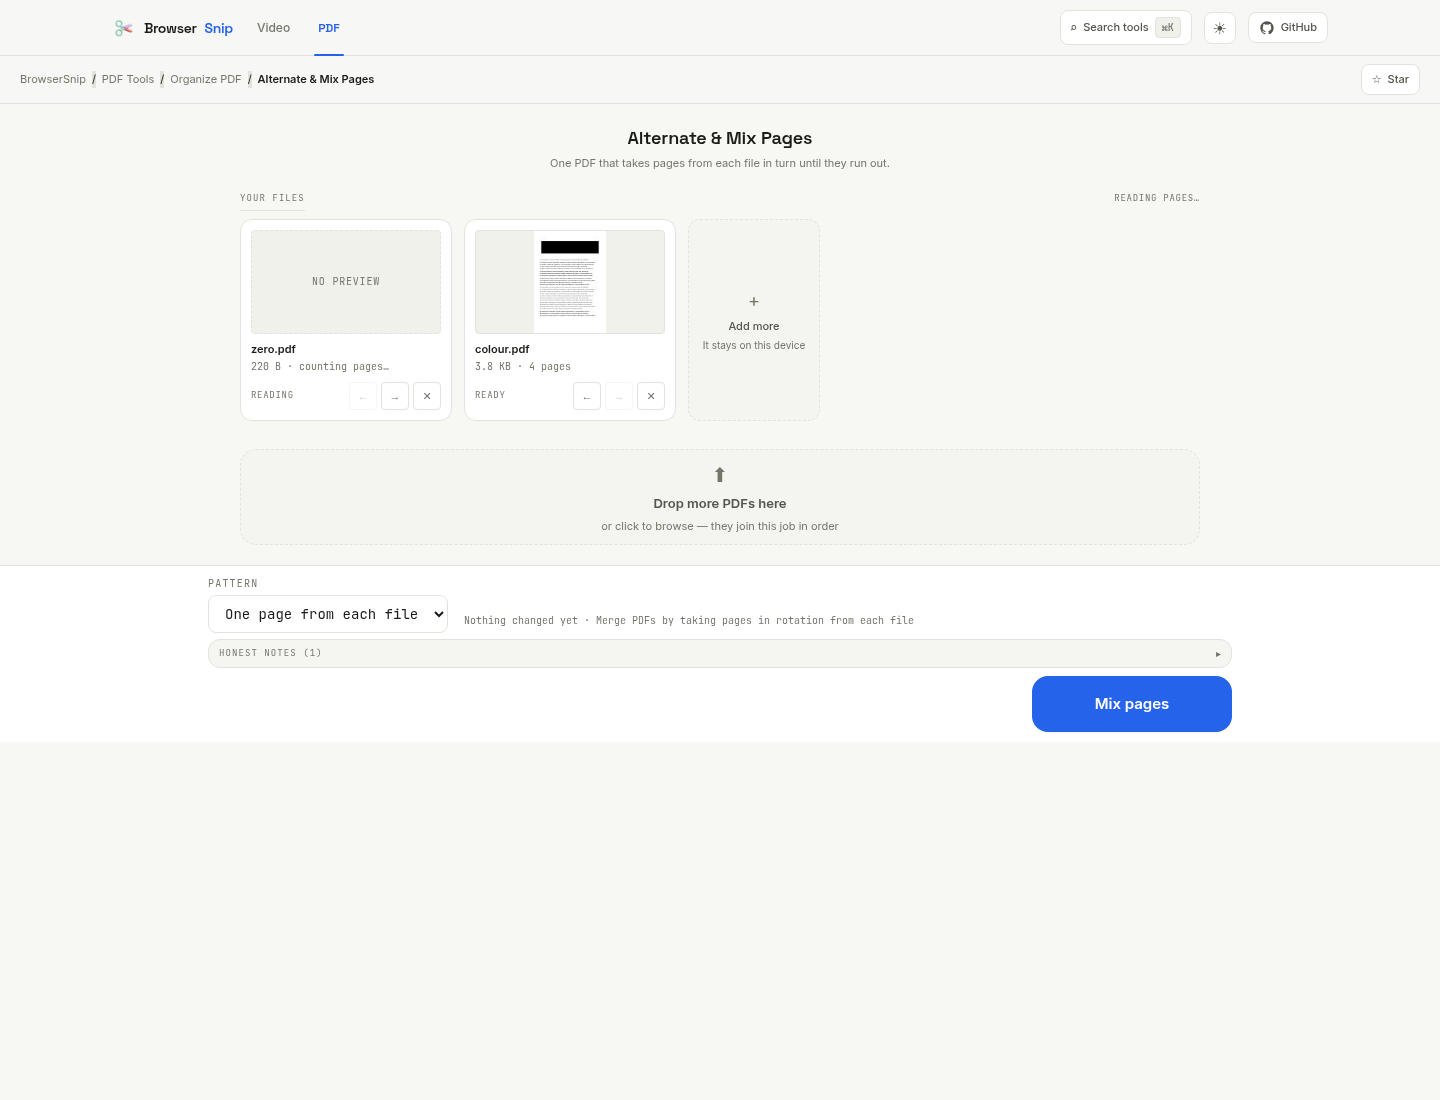 Browser Snip Video PDF Search tools ⌘K GitHub
BrowserSnip / PDF Tools / Organize PDF / Alternate & Mix Pages ☆ Star
Alternate & Mix Pages
One PDF that takes pages from each file in turn until they run out.
YOUR FILES READING PAGES…
NO PREVIEW
zero.pdf
220 B · counting pages…
READING ← → ✕
colour.pdf
3.8 KB · 4 pages
READY ← → ✕
+
Add more
It stays on this device
Drop more PDFs here
or click to browse — they join this job in order
PATTERN
One page from each file
Nothing changed yet · Merge PDFs by taking pages in rotation from each file
HONEST NOTES (1) ▸
Mix pages